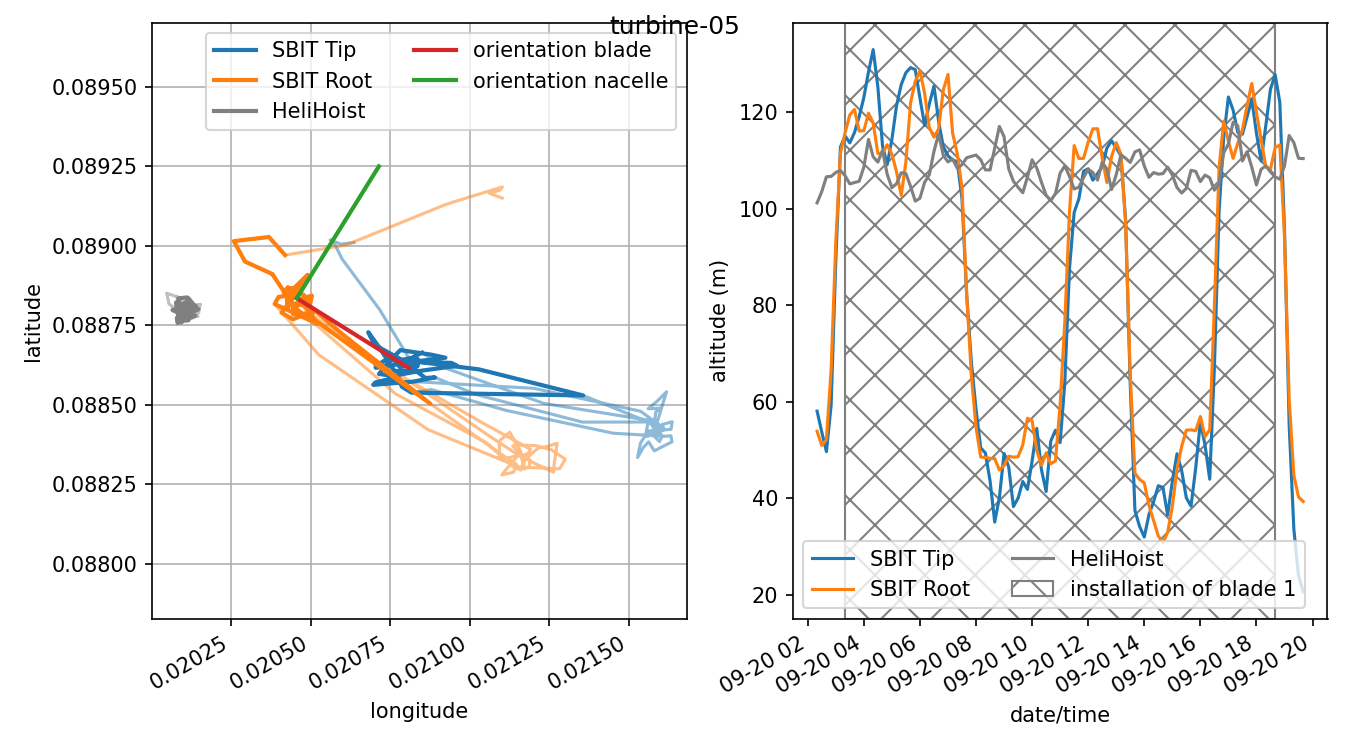 turbine-05
SBIT Tip
SBIT Root
HeliHoist
orientation blade
orientation nacelle
0.08950
0.08925
0.08900
0.08875
0.08850
0.08825
0.08800
latitude
0.02025
0.02050
0.02075
0.02100
0.02125
0.02150
longitude
120
100
80
60
40
20
altitude (m)
SBIT Tip
SBIT Root
HeliHoist
installation of blade 1
09-20 02
09-20 04
09-20 06
09-20 08
09-20 10
09-20 12
09-20 14
09-20 16
09-20 18
09-20 20
date/time